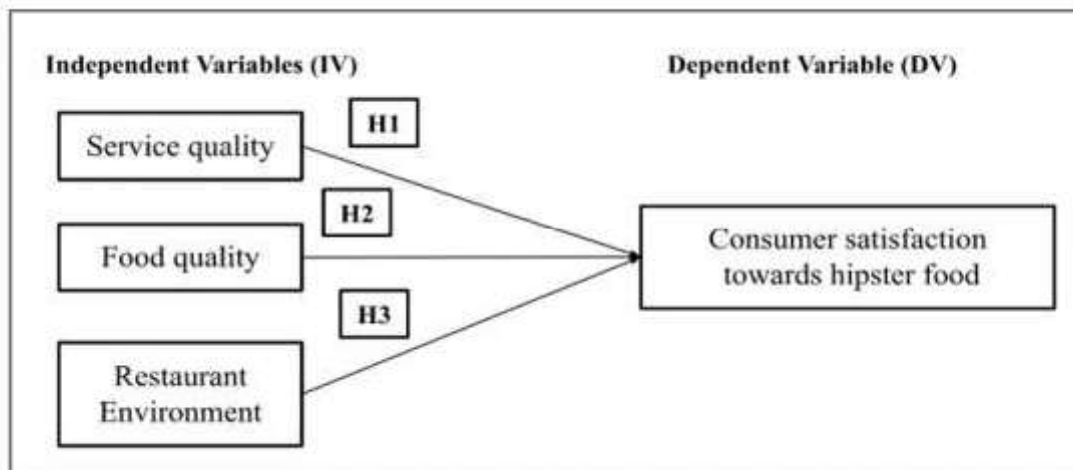 Independent Variables (IV)
Dependent Variable (DV)
H1
Service quality
H2
Food quality
Consumer satisfaction
towards hipster food
H3
Restaurant
Environment